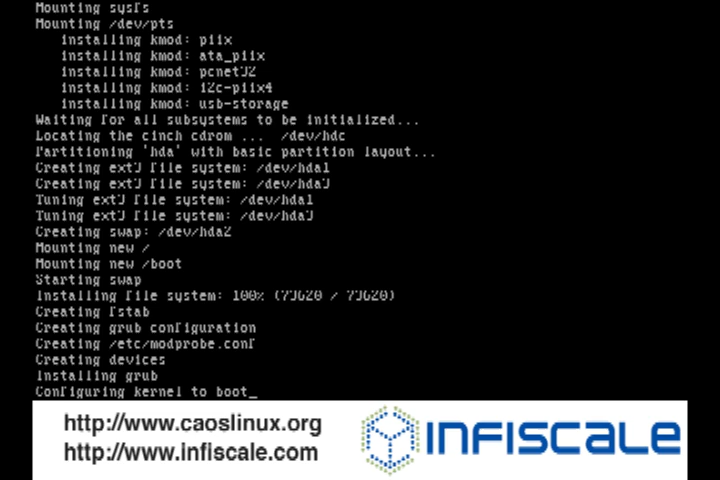 Mounting sysfs
Mounting /dev/pts
installing kmod: piix
installing kmod: ata_piix
installing kmod: pcnet32
installing kmod: i2c-piix4
installing kmod: usb-storage
Waiting for all subsystems to be initialized...
Locating the cinch cdrom ... /dev/hdc
Partitioning 'hda' with basic partition layout...
Creating ext3 file system: /dev/hda1
Creating ext3 file system: /dev/hda3
Tuning ext3 file system: /dev/hda1
Tuning ext3 file system: /dev/hda3
Creating swap: /dev/hda2
Mounting new /
Mounting new /boot
Starting swap
Installing file system: 100% (73620 / 73620)
Creating fstab
Creating grub configuration
Creating /etc/modprobe.conf
Creating devices
Installing grub
Configuring kernel to boot_
http://www.caoslinux.org
http://www.infiscale.com
INFISCALE